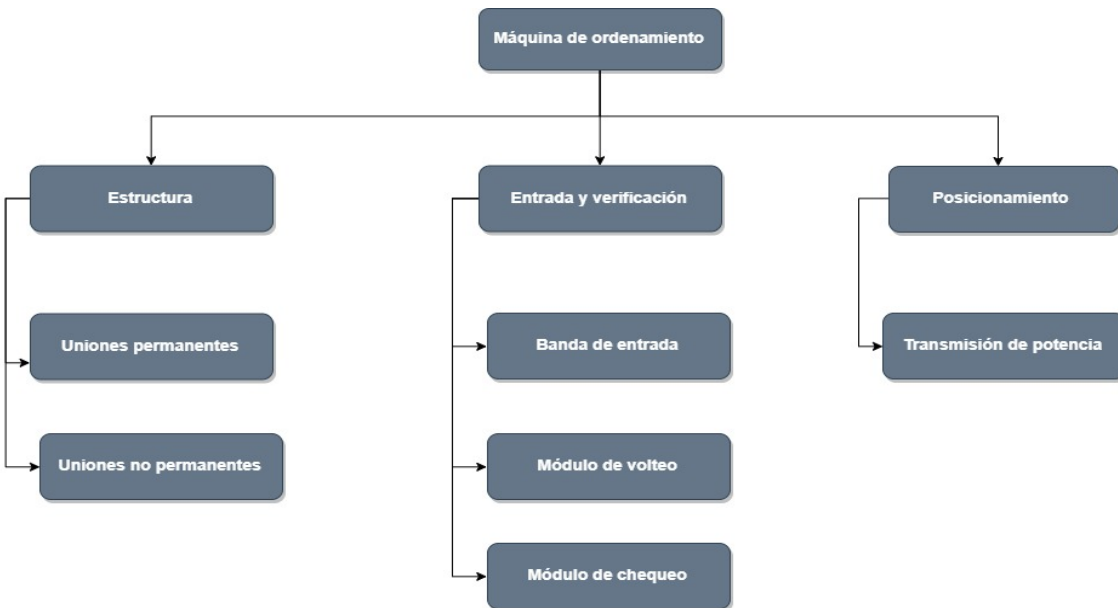 Máquina de ordenamiento
Estructura
Entrada y verificación
Posicionamiento
Uniones permanentes
Banda de entrada
Transmisión de potencia
Uniones no permanentes
Módulo de volteo
Módulo de chequeo